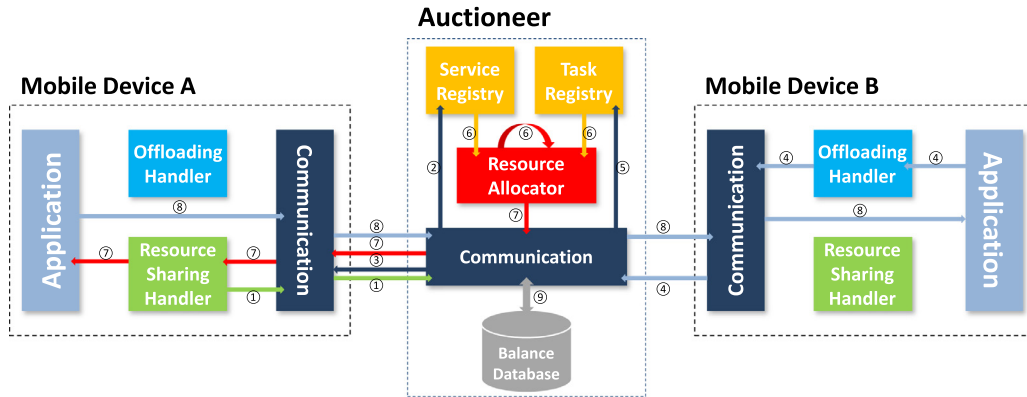 Auctioneer
Mobile Device A
Mobile Device B
Service
Registry
Task
Registry
⑥
⑥
⑥
Resource
Allocator
②
⑤
⑦
Application
Offloading
Handler
Communication
⑧
⑦
Resource
Sharing
Handler
⑦
①
⑧
⑦
③
①
Communication
⑨
Balance
Database
⑧
④
Communication
④
Offloading
Handler
④
⑧
Resource
Sharing
Handler
Application